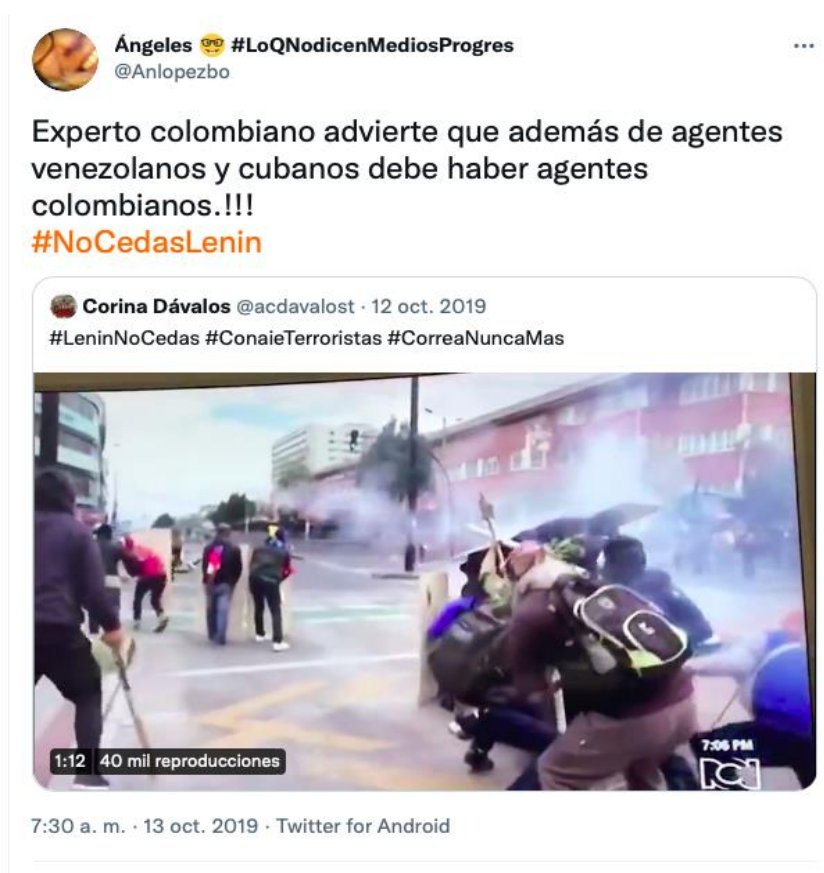 Ángeles 🤓 #LoQNodicenMediosProgres
@Anlopezbo
Experto colombiano advierte que además de agentes
venezolanos y cubanos debe haber agentes
colombianos.!!!
#NoCedasLenin
Corina Dávalos @acdavalost · 12 oct. 2019
#LeninNoCedas #ConaieTerroristas #CorreaNuncaMas
7:06 PM
RCN
1:12 40 mil reproducciones
7:30 a. m. · 13 oct. 2019 · Twitter for Android